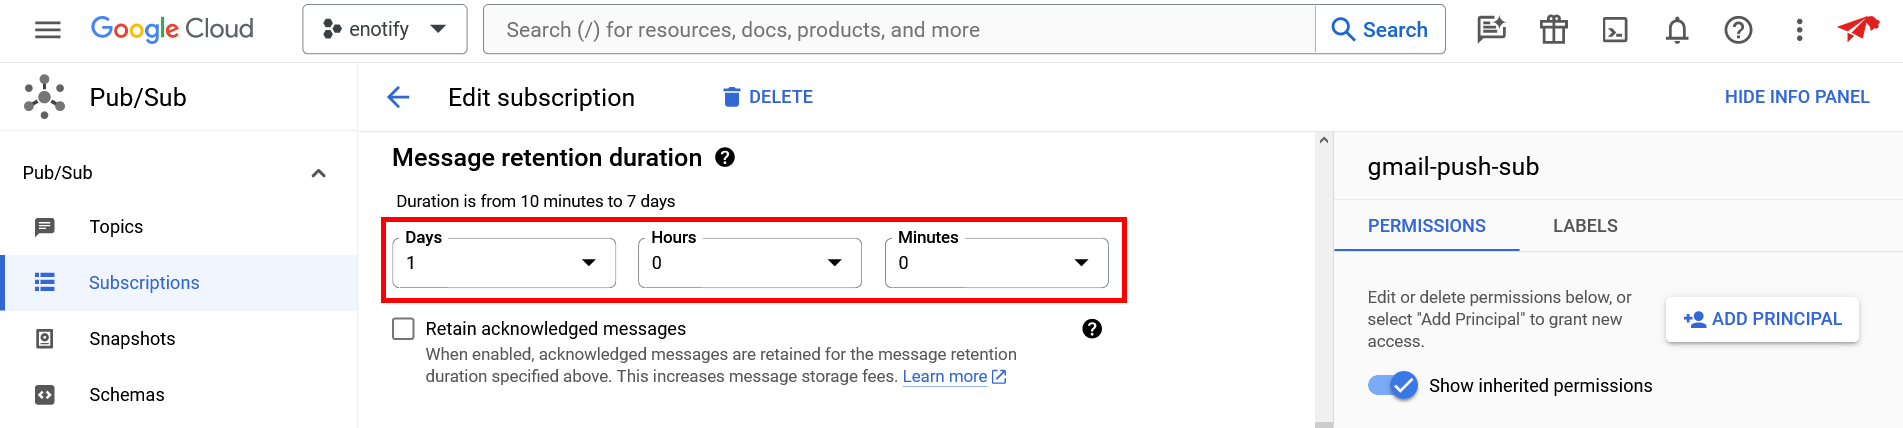 Google Cloud
enotify
Search (/) for resources, docs, products, and more
Search
Pub/Sub
Edit subscription
DELETE
HIDE INFO PANEL
Pub/Sub
Topics
Subscriptions
Snapshots
Schemas
Message retention duration
Duration is from 10 minutes to 7 days
Days
1
Hours
0
Minutes
0
Retain acknowledged messages
When enabled, acknowledged messages are retained for the message retention
duration specified above. This increases message storage fees. Learn more
gmail-push-sub
PERMISSIONS
LABELS
Edit or delete permissions below, or
select "Add Principal" to grant new
access.
ADD PRINCIPAL
Show inherited permissions